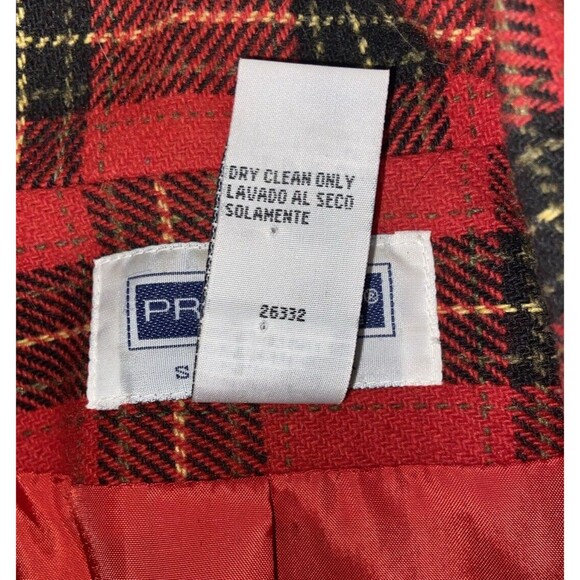 DRY CLEAN ONLY
LAVADO AL SECO
SOLAMENTE
26332
PR ®
S